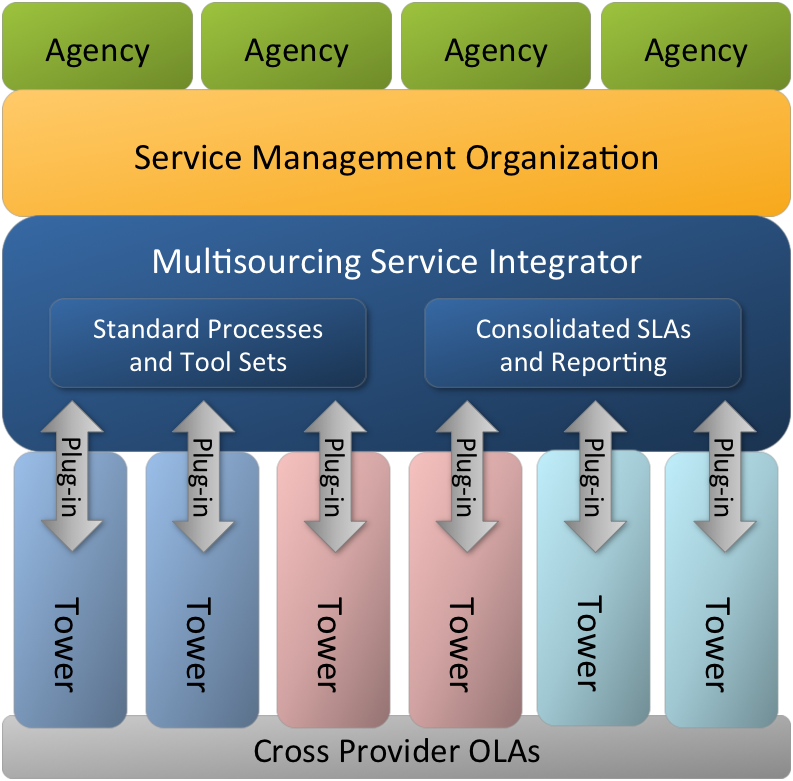 Agency Agency Agency Agency
Service Management Organization
Multisourcing Service Integrator
Standard Processes
and Tool Sets
Consolidated SLAs
and Reporting
Plug-in Plug-in Plug-in Plug-in Plug-in Plug-in
Tower Tower Tower Tower Tower Tower
Cross Provider OLAs